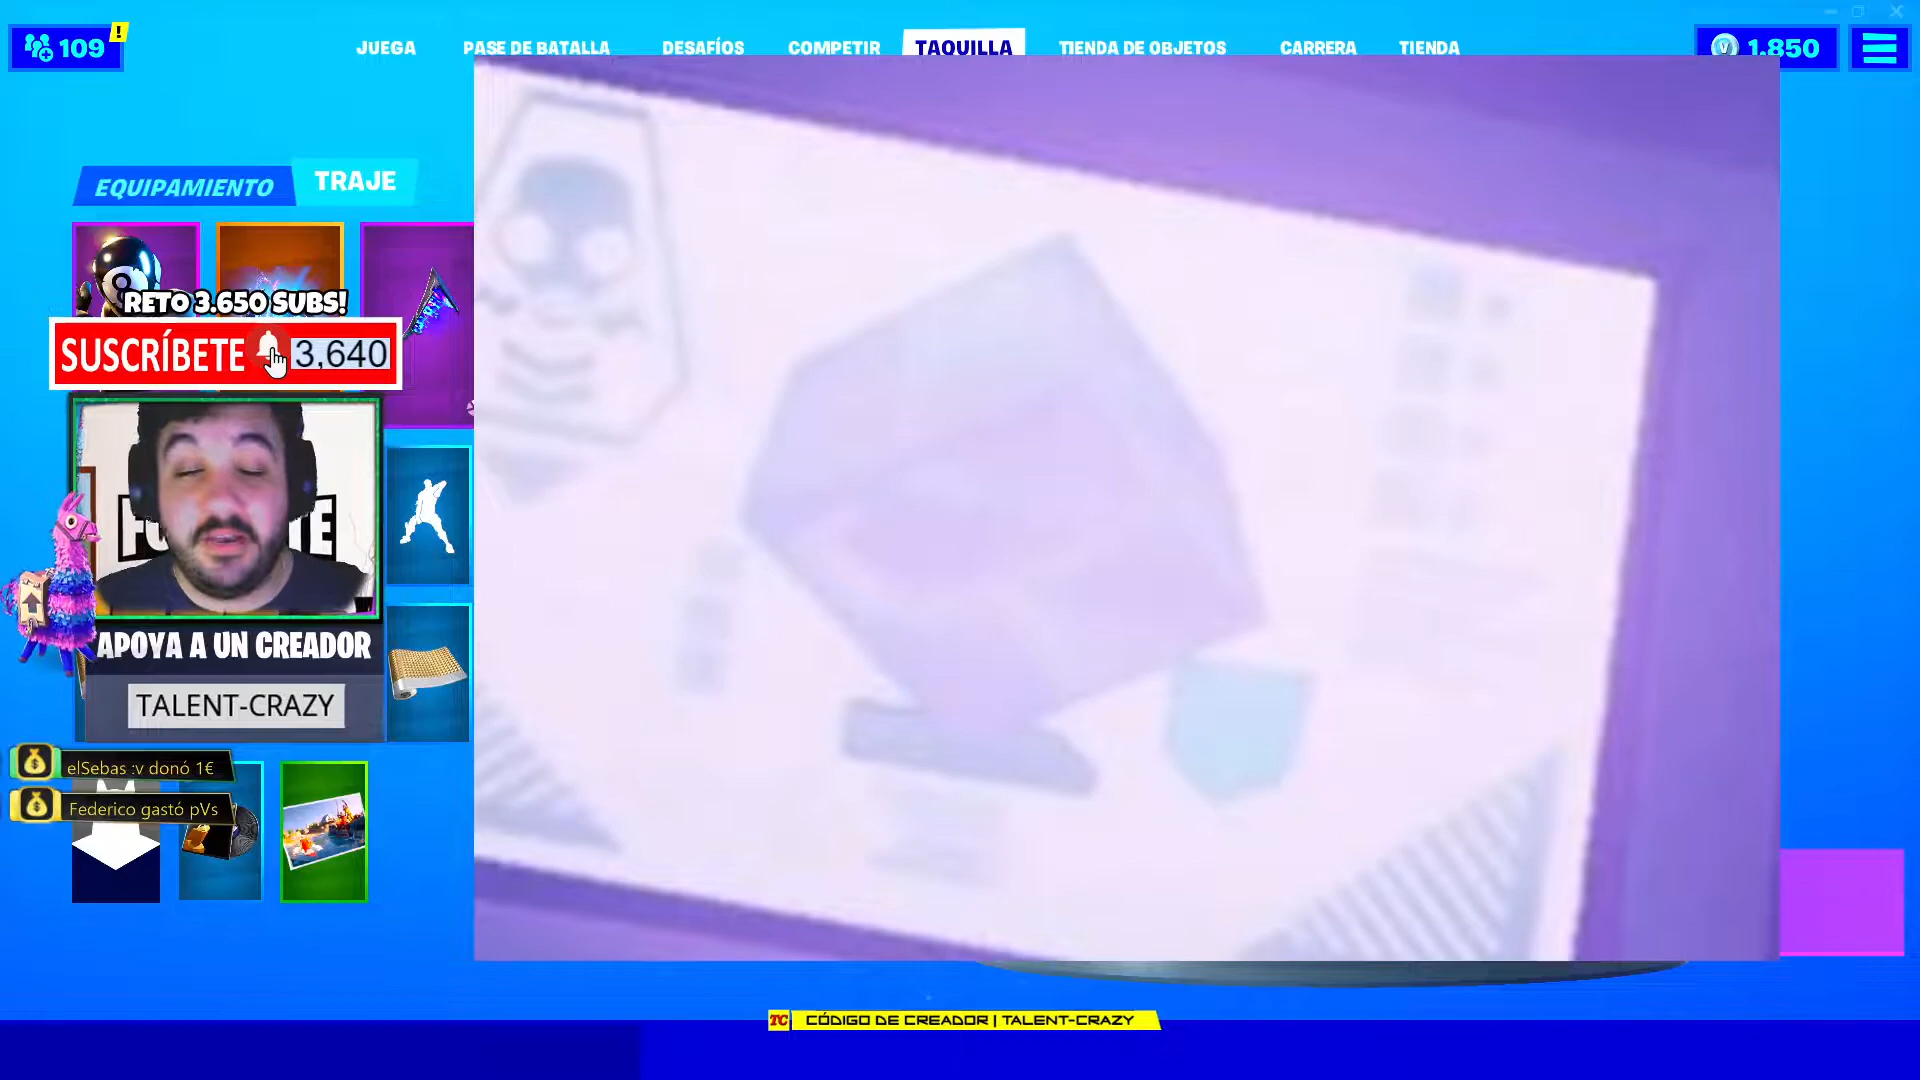 109
!
JUEGA
PASE DE BATALLA
DESAFÍOS
COMPETIR
TAQUILLA
TIENDA DE OBJETOS
CARRERA
TIENDA
1.850
EQUIPAMIENTO
TRAJE
RETO 3.650 SUBS!
SUSCRÍBETE 3,640
APOYA A UN CREADOR
TALENT-CRAZY
elSebas :v donó 1€
Federico gastó pVs
TC CÓDIGO DE CREADOR | TALENT-CRAZY